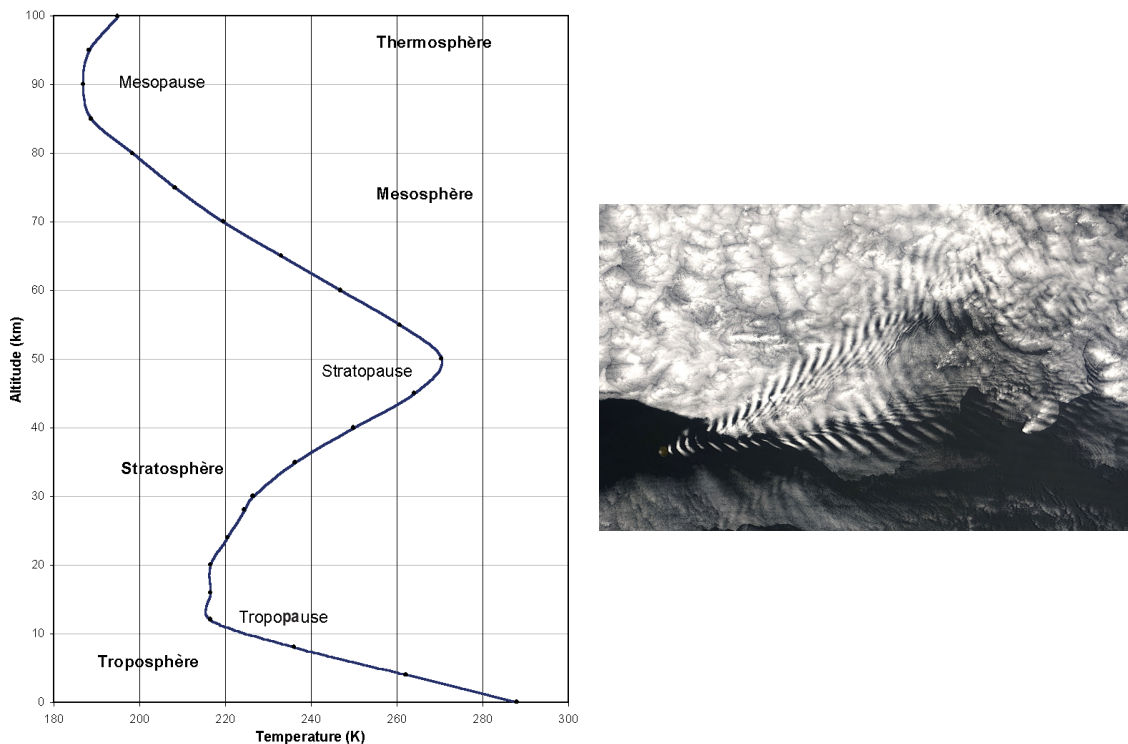 100
Thermosphère
90
Mesopause
80
Mesosphère
70
60
50
Stratopause
40
Stratosphère
30
20
Tropopause
10
Troposphère
0
180 200 220 240 260 280 300
Temperature (K)
Altitude (km)